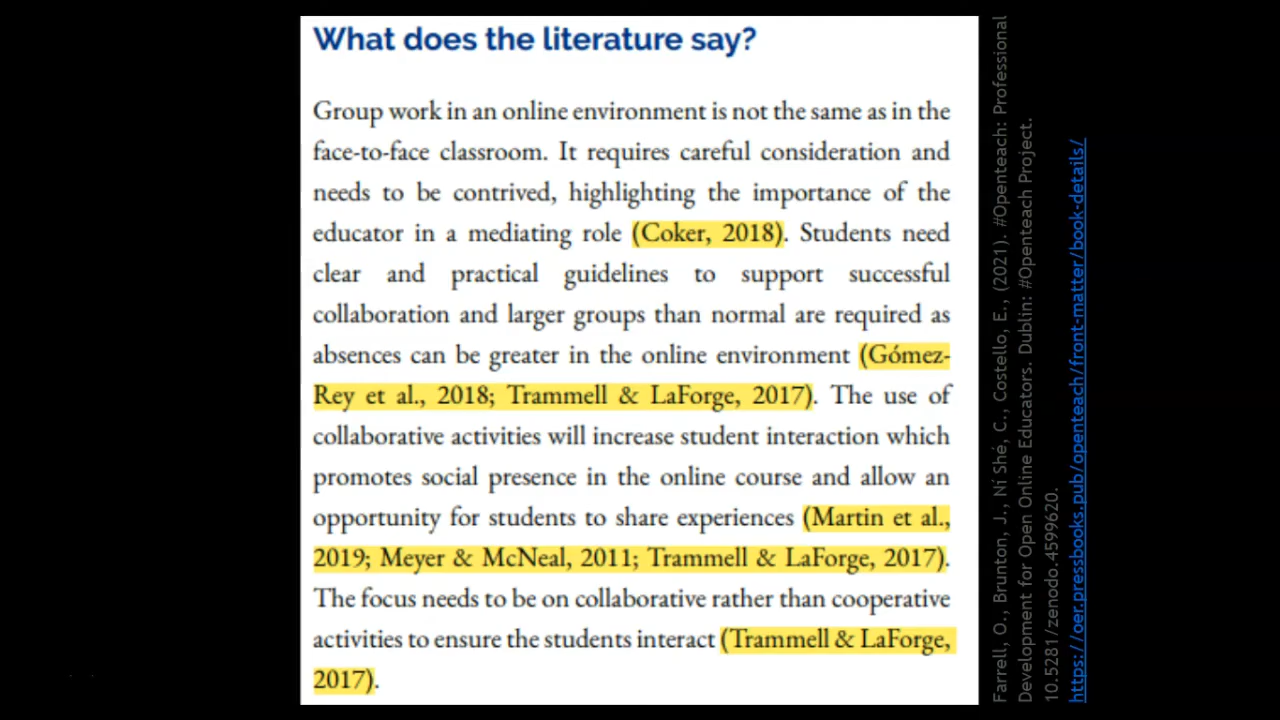 What does the literature say?
Group work in an online environment is not the same as in the
face-to-face classroom. It requires careful consideration and
needs to be contrived, highlighting the importance of the
educator in a mediating role (Coker, 2018). Students need
clear and practical guidelines to support successful
collaboration and larger groups than normal are required as
absences can be greater in the online environment (Gómez-
Rey et al., 2018; Trammell & LaForge, 2017). The use of
collaborative activities will increase student interaction which
promotes social presence in the online course and allow an
opportunity for students to share experiences (Martin et al.,
2019; Meyer & McNeal, 2011; Trammell & LaForge, 2017).
The focus needs to be on collaborative rather than cooperative
activities to ensure the students interact (Trammell & LaForge,
2017).
Farrell, O., Brunton, J., Ní Shé, C., Costello, E., (2021). #Openteach: Professional
Development for Open Online Educators. Dublin: #Openteach Project.
10.5281/zenodo.4599620.
https://oer.pressbooks.pub/openteach/front-matter/book-details/